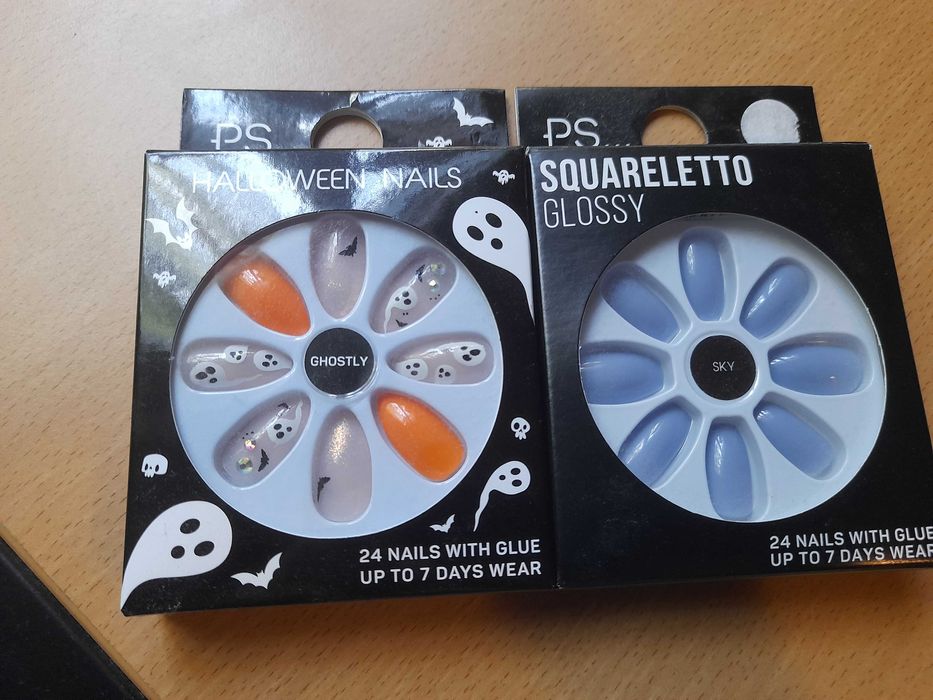 PS
HALLOWEEN NAILS
GHOSTLY
24 NAILS WITH GLUE
UP TO 7 DAYS WEAR
PS...
SQUARELETTO
GLOSSY
SKY
24 NAILS WITH GLUE
UP TO 7 DAYS WEAR